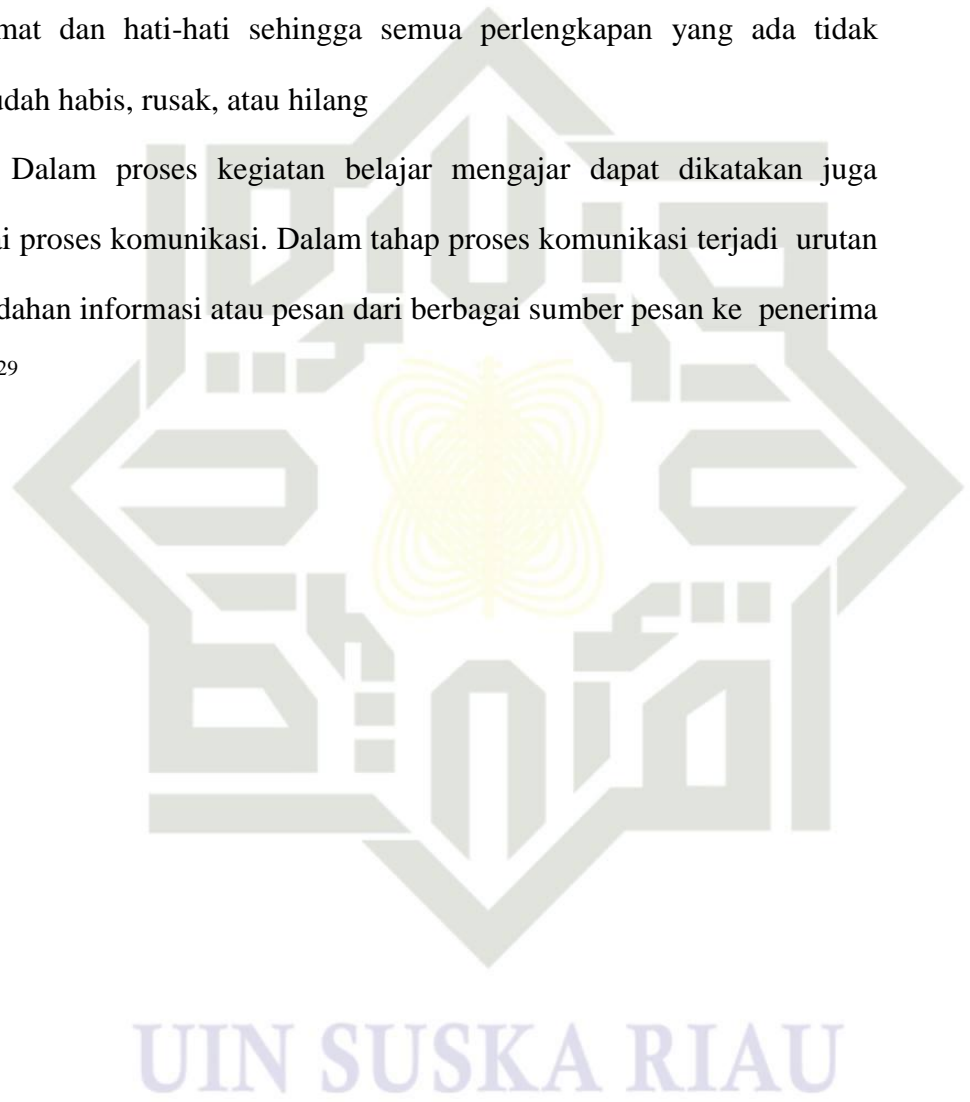 mat dan hati-hati sehingga semua perlengkapan yang ada tidak
udah habis, rusak, atau hilang
Dalam proses kegiatan belajar mengajar dapat dikatakan juga
i proses komunikasi. Dalam tahap proses komunikasi terjadi urutan
dahan informasi atau pesan dari berbagai sumber pesan ke penerima
29
UIN SUSKA RIAU